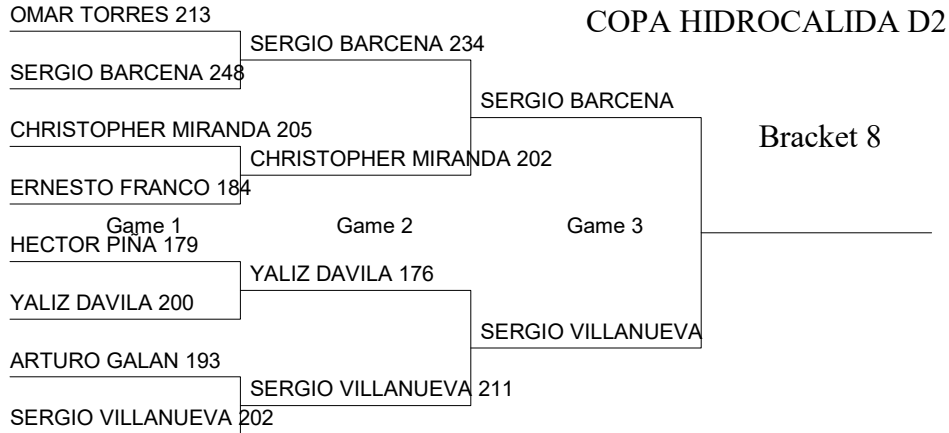 OMAR TORRES 213
COPA HIDROCALIDA D2
SERGIO BARCENA 234
SERGIO BARCENA 248
SERGIO BARCENA
CHRISTOPHER MIRANDA 205
Bracket 8
CHRISTOPHER MIRANDA 202
ERNESTO FRANCO 184
Game 1
Game 2
Game 3
HECTOR PIÑA 179
YALIZ DAVILA 176
YALIZ DAVILA 200
SERGIO VILLANUEVA
ARTURO GALAN 193
SERGIO VILLANUEVA 211
SERGIO VILLANUEVA 202